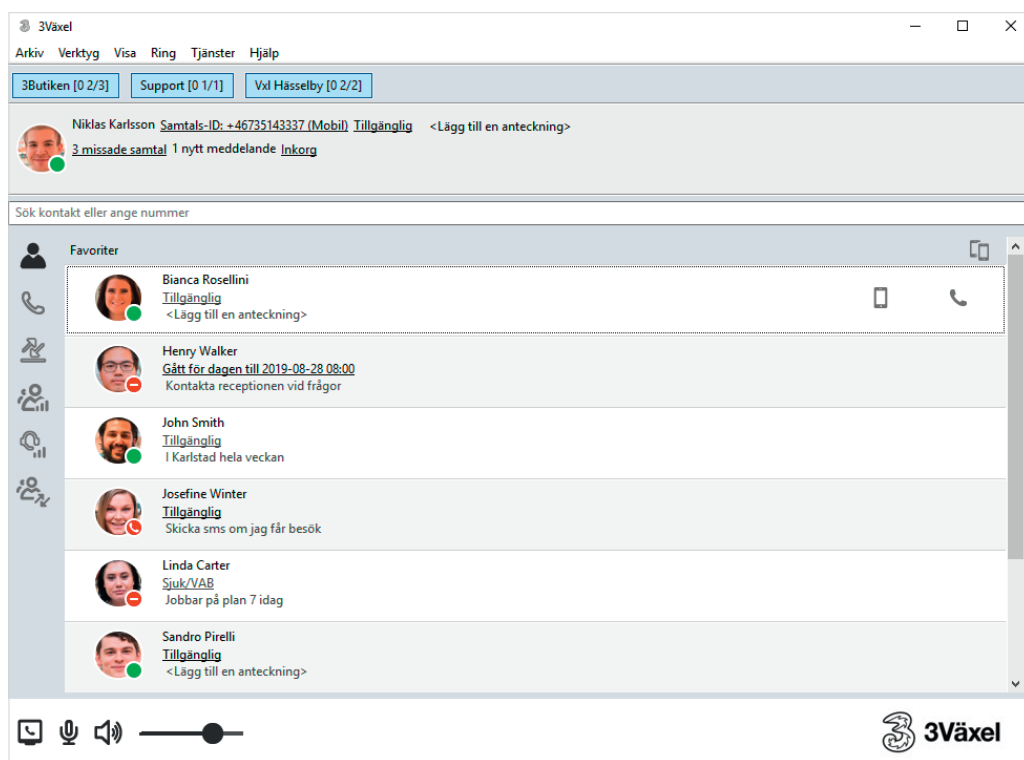 3Växel
Arkiv Verktyg Visa Ring Tjänster Hjälp
3Butiken [0 2/3] Support [0 1/1] Vxl Hässelby [0 2/2]
Niklas Karlsson Samtals-ID: +46735143337 (Mobil) Tillgänglig <Lägg till en anteckning>
3 missade samtal 1 nytt meddelande Inkorg
Sök kontakt eller ange nummer
Favoriter
Bianca Rosellini
Tillgänglig
<Lägg till en anteckning>
Henry Walker
Gått för dagen till 2019-08-28 08:00
Kontakta receptionen vid frågor
John Smith
Tillgänglig
I Karlstad hela veckan
Josefine Winter
Tillgänglig
Skicka sms om jag får besök
Linda Carter
Sjuk/VAB
Jobbar på plan 7 idag
Sandro Pirelli
Tillgänglig
<Lägg till en anteckning>
3Växel